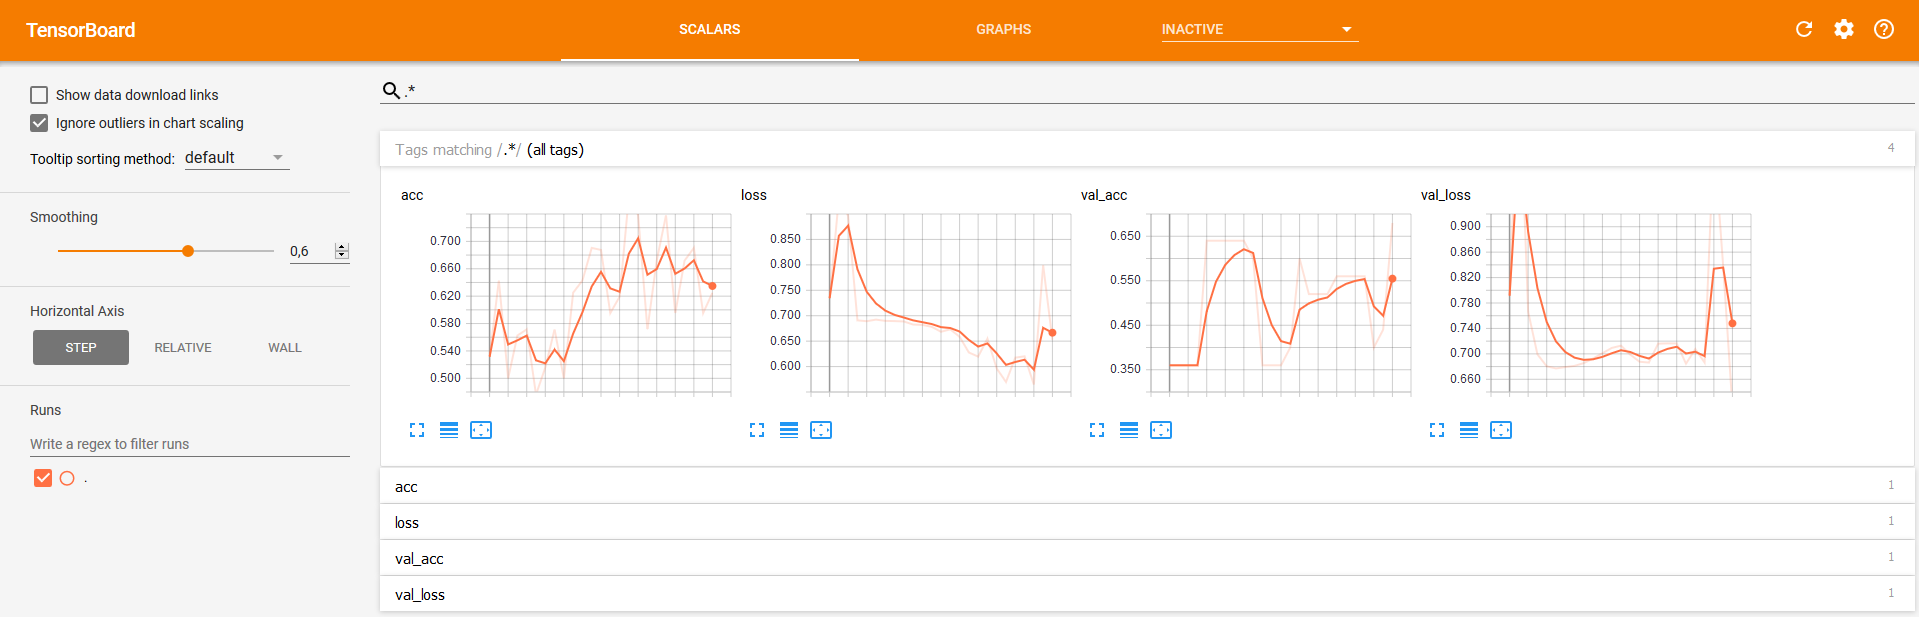 TensorBoard
SCALARS
GRAPHS
INACTIVE
Show data download links
Ignore outliers in chart scaling
Tooltip sorting method: default
Smoothing
0,6
Horizontal Axis
STEP RELATIVE WALL
Runs
Write a regex to filter runs
.
.*
Tags matching /.*/ (all tags) 4
acc
0.700
0.660
0.620
0.580
0.540
0.500
loss
0.850
0.800
0.750
0.700
0.650
0.600
val_acc
0.650
0.550
0.450
0.350
val_loss
0.900
0.860
0.820
0.780
0.740
0.700
0.660
acc 1
loss 1
val_acc 1
val_loss 1